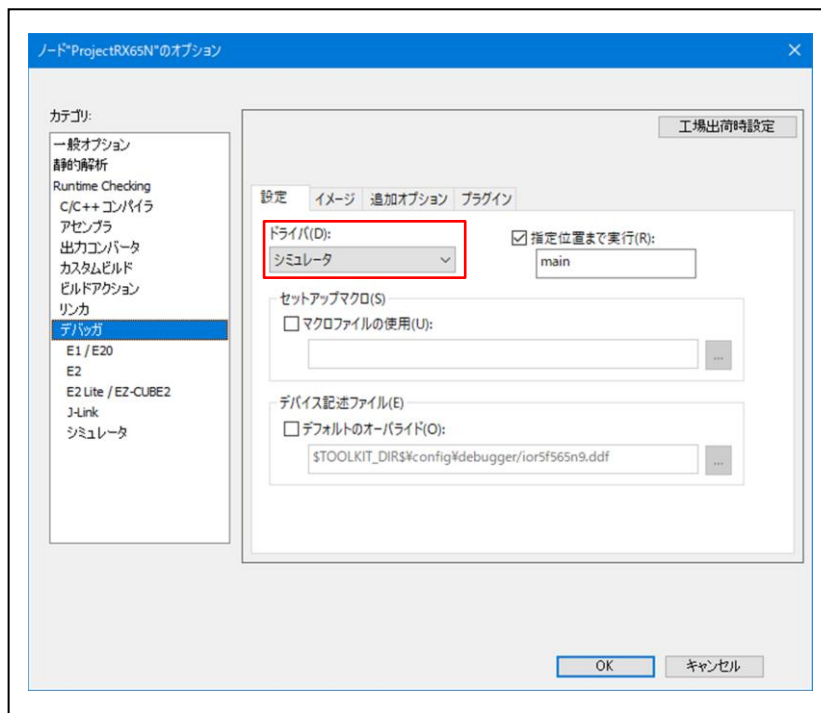 ノード"ProjectRX65N"のオプション
カテゴリ:
一般オプション
静的解析
Runtime Checking
C/C++ コンパイラ
アセンブラ
出力コンバータ
カスタムビルド
ビルドアクション
リンカ
デバッガ
E1 / E20
E2
E2 Lite / EZ-CUBE2
J-Link
シミュレータ
工場出荷時設定
設定 イメージ 追加オプション プラグイン
ドライバ(D):
シミュレータ
指定位置まで実行(R):
main
セットアップマクロ(S)
マクロファイルの使用(U):
...
デバイス記述ファイル(E)
デフォルトのオーバライド(O):
$TOOLKIT_DIR$¥config¥debugger/ior5f565n9.ddf
...
OK キャンセル